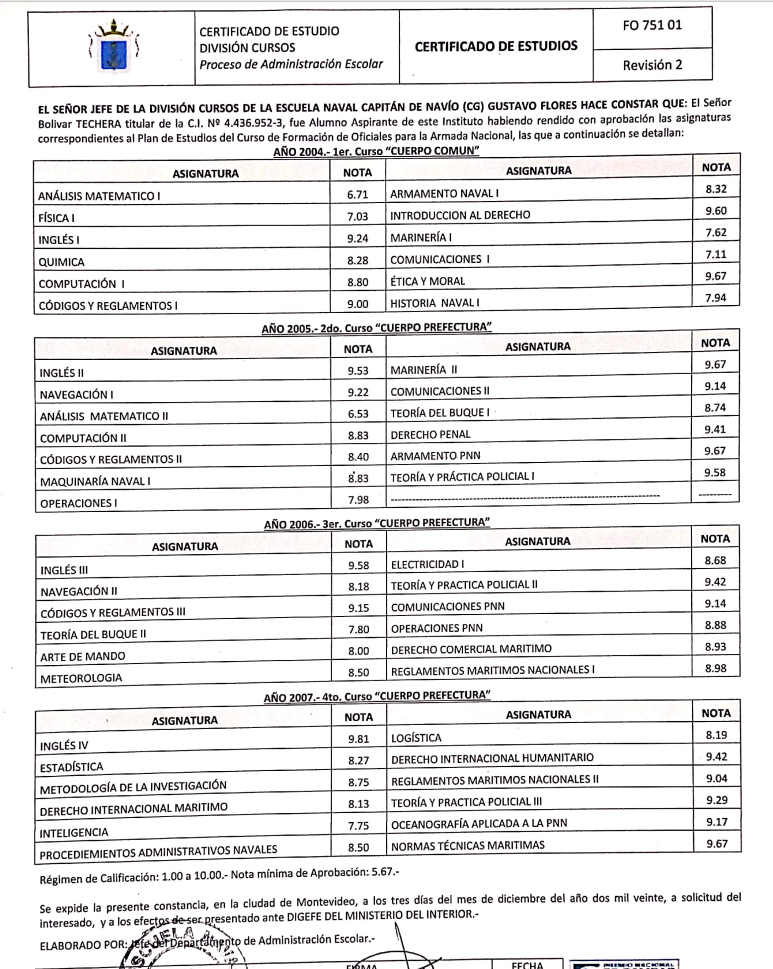 CERTIFICADO DE ESTUDIO
DIVISIÓN CURSOS
Proceso de Administración Escolar
CERTIFICADO DE ESTUDIOS
FO 751 01
Revisión 2
EL SEÑOR JEFE DE LA DIVISIÓN CURSOS DE LA ESCUELA NAVAL CAPITÁN DE NAVÍO (CG) GUSTAVO FLORES HACE CONSTAR QUE: El Señor
Bolivar TECHERA titular de la C.I. Nº 4.436.952-3, fue Alumno Aspirante de este Instituto habiendo rendido con aprobación las asignaturas
correspondientes al Plan de Estudios del Curso de Formación de Oficiales para la Armada Nacional, las que a continuación se detallan:
AÑO 2004.- 1er. Curso "CUERPO COMUN"
ASIGNATURA NOTA ASIGNATURA NOTA
ANÁLISIS MATEMATICO I 6.71 ARMAMENTO NAVAL I 8.32
FÍSICA I 7.03 INTRODUCCION AL DERECHO 9.60
INGLÉS I 9.24 MARINERÍA I 7.62
QUIMICA 8.28 COMUNICACIONES I 7.11
COMPUTACIÓN I 8.80 ÉTICA Y MORAL 9.67
CÓDIGOS Y REGLAMENTOS I 9.00 HISTORIA NAVAL I 7.94
AÑO 2005.- 2do. Curso "CUERPO PREFECTURA"
ASIGNATURA NOTA ASIGNATURA NOTA
INGLÉS II 9.53 MARINERÍA II 9.67
NAVEGACIÓN I 9.22 COMUNICACIONES II 9.14
ANÁLISIS MATEMATICO II 6.53 TEORÍA DEL BUQUE I 8.74
COMPUTACIÓN II 8.83 DERECHO PENAL 9.41
CÓDIGOS Y REGLAMENTOS II 8.40 ARMAMENTO PNN 9.67
MAQUINARÍA NAVAL I 8.83 TEORÍA Y PRÁCTICA POLICIAL I 9.58
OPERACIONES I 7.98 -------------------------------------------------------------------- ---------
AÑO 2006.- 3er. Curso "CUERPO PREFECTURA"
ASIGNATURA NOTA ASIGNATURA NOTA
INGLÉS III 9.58 ELECTRICIDAD I 8.68
NAVEGACIÓN II 8.18 TEORÍA Y PRACTICA POLICIAL II 9.42
CÓDIGOS Y REGLAMENTOS III 9.15 COMUNICACIONES PNN 9.14
TEORÍA DEL BUQUE II 7.80 OPERACIONES PNN 8.88
ARTE DE MANDO 8.00 DERECHO COMERCIAL MARITIMO 8.93
METEOROLOGIA 8.50 REGLAMENTOS MARITIMOS NACIONALES I 8.98
AÑO 2007.- 4to. Curso "CUERPO PREFECTURA"
ASIGNATURA NOTA ASIGNATURA NOTA
INGLÉS IV 9.81 LOGÍSTICA 8.19
ESTADÍSTICA 8.27 DERECHO INTERNACIONAL HUMANITARIO 9.42
METODOLOGÍA DE LA INVESTIGACIÓN 8.75 REGLAMENTOS MARITIMOS NACIONALES II 9.04
DERECHO INTERNACIONAL MARITIMO 8.13 TEORÍA Y PRACTICA POLICIAL III 9.29
INTELIGENCIA 7.75 OCEANOGRAFÍA APLICADA A LA PNN 9.17
PROCEDIEMIENTOS ADMINISTRATIVOS NAVALES 8.50 NORMAS TÉCNICAS MARITIMAS 9.67
Régimen de Calificación: 1.00 a 10.00.- Nota mínima de Aprobación: 5.67.-
Se expide la presente constancia, en la ciudad de Montevideo, a los tres días del mes de diciembre del año dos mil veinte, a solicitud del
interesado, y a los efectos de ser presentado ante DIGEFE DEL MINISTERIO DEL INTERIOR.-
ELABORADO POR: Jefe del Departamento de Administración Escolar.-
ESCUELA
FIRMA
FECHA
PREMIO NACIONAL